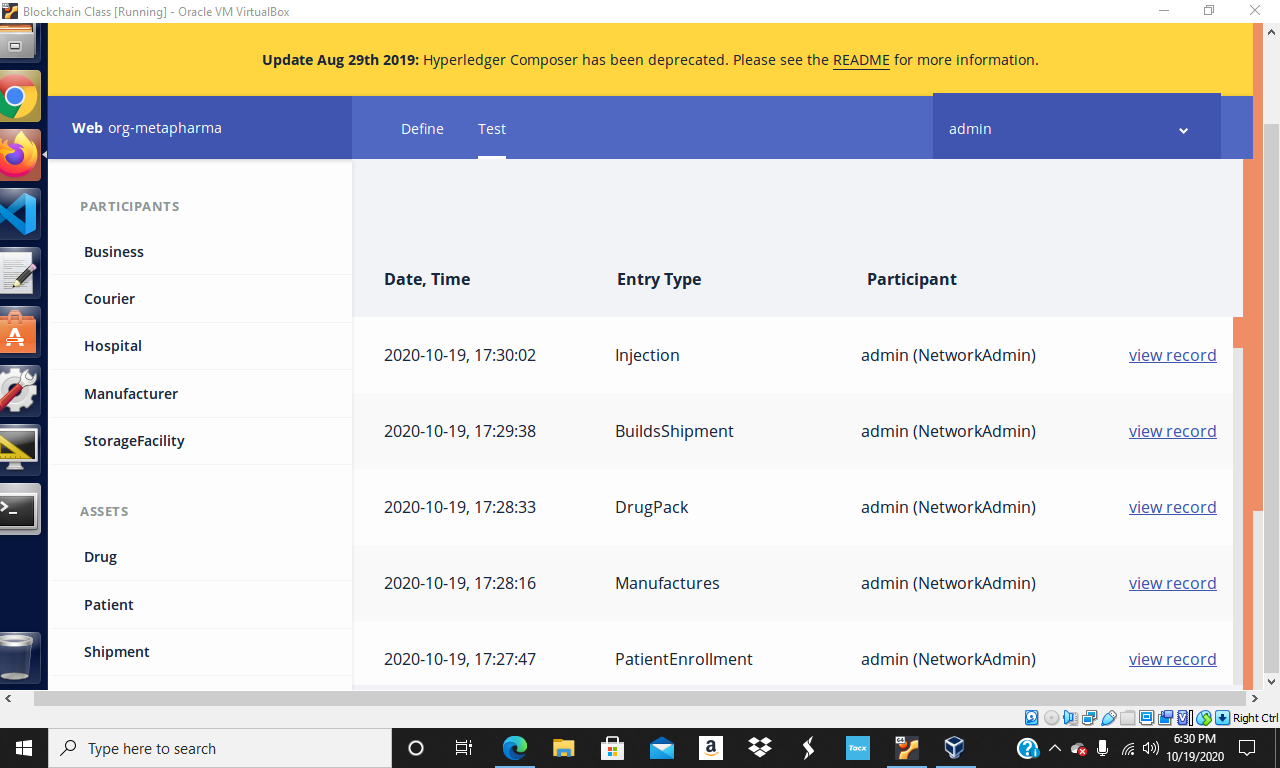 Blockchain Class [Running] - Oracle VM VirtualBox
Update Aug 29th 2019: Hyperledger Composer has been deprecated. Please see the README for more information.
Web org-metapharma
Define
Test
admin
PARTICIPANTS
Business
Courier
Hospital
Manufacturer
StorageFacility
ASSETS
Drug
Patient
Shipment
Date, Time Entry Type Participant
2020-10-19, 17:30:02 Injection admin (NetworkAdmin) view record
2020-10-19, 17:29:38 BuildsShipment admin (NetworkAdmin) view record
2020-10-19, 17:28:33 DrugPack admin (NetworkAdmin) view record
2020-10-19, 17:28:16 Manufactures admin (NetworkAdmin) view record
2020-10-19, 17:27:47 PatientEnrollment admin (NetworkAdmin) view record
Right Ctrl
Type here to search
a
Tocx
64
6:30 PM
10/19/2020